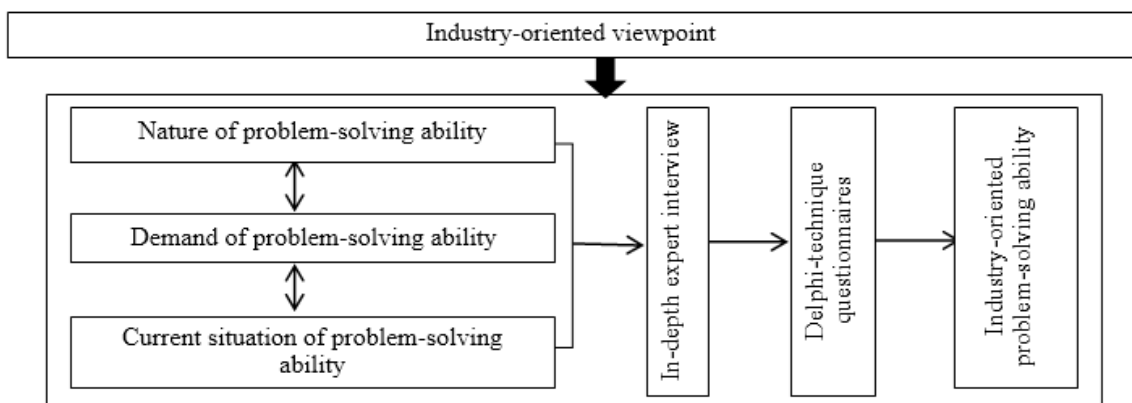 Industry-oriented viewpoint
Nature of problem-solving ability
Demand of problem-solving ability
Current situation of problem-solving
ability
In-depth expert interview
Delphi-technique
questionnaires
Industry-oriented
problem-solving ability